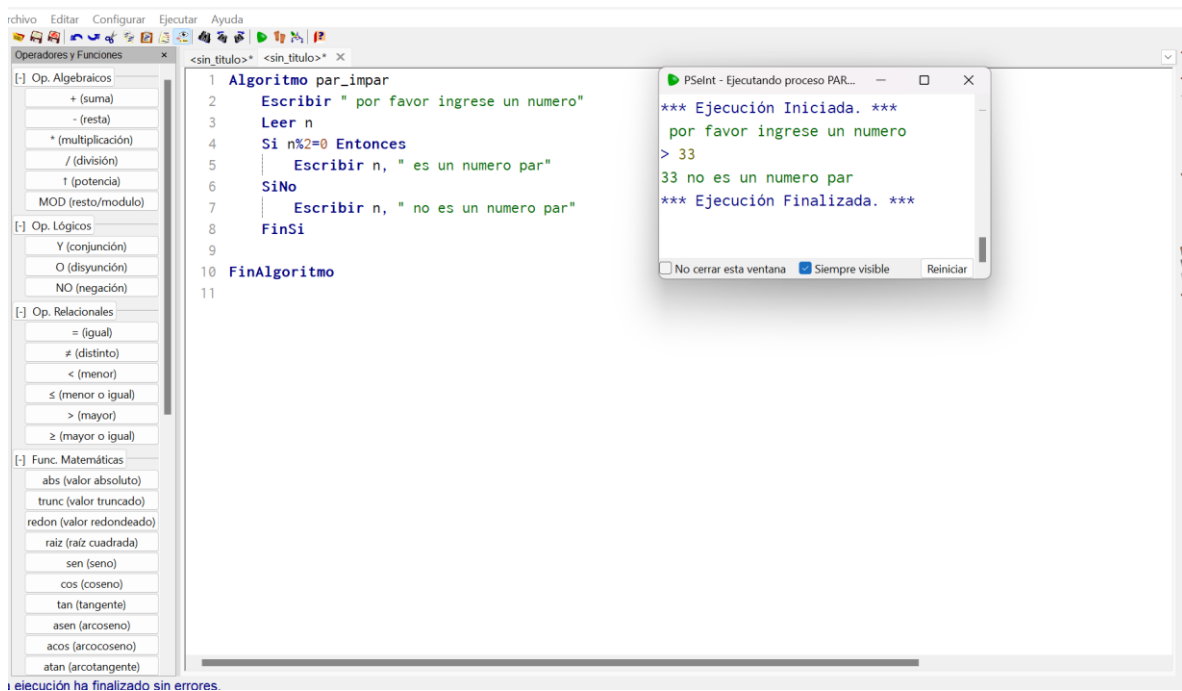 rchivo Editar Configurar Ejecutar Ayuda
Operadores y Funciones ×
<sin_titulo>* <sin_titulo>* ×
[-] Op. Algebraicos
+ (suma)
- (resta)
* (multiplicación)
/ (división)
↑ (potencia)
MOD (resto/modulo)
[-] Op. Lógicos
Y (conjunción)
O (disyunción)
NO (negación)
[-] Op. Relacionales
= (igual)
≠ (distinto)
< (menor)
≤ (menor o igual)
> (mayor)
≥ (mayor o igual)
[-] Func. Matemáticas
abs (valor absoluto)
trunc (valor truncado)
redon (valor redondeado)
raiz (raíz cuadrada)
sen (seno)
cos (coseno)
tan (tangente)
asen (arcoseno)
acos (arcocoseno)
atan (arcotangente)
1 Algoritmo par_impar
2 Escribir " por favor ingrese un numero"
3 Leer n
4 Si n%2=0 Entonces
5 Escribir n, " es un numero par"
6 SiNo
7 Escribir n, " no es un numero par"
8 FinSi
9
10 FinAlgoritmo
11
PSeInt - Ejecutando proceso PAR...
*** Ejecución Iniciada. ***
por favor ingrese un numero
> 33
33 no es un numero par
*** Ejecución Finalizada. ***
No cerrar esta ventana Siempre visible Reiniciar
ejecución ha finalizado sin errores.